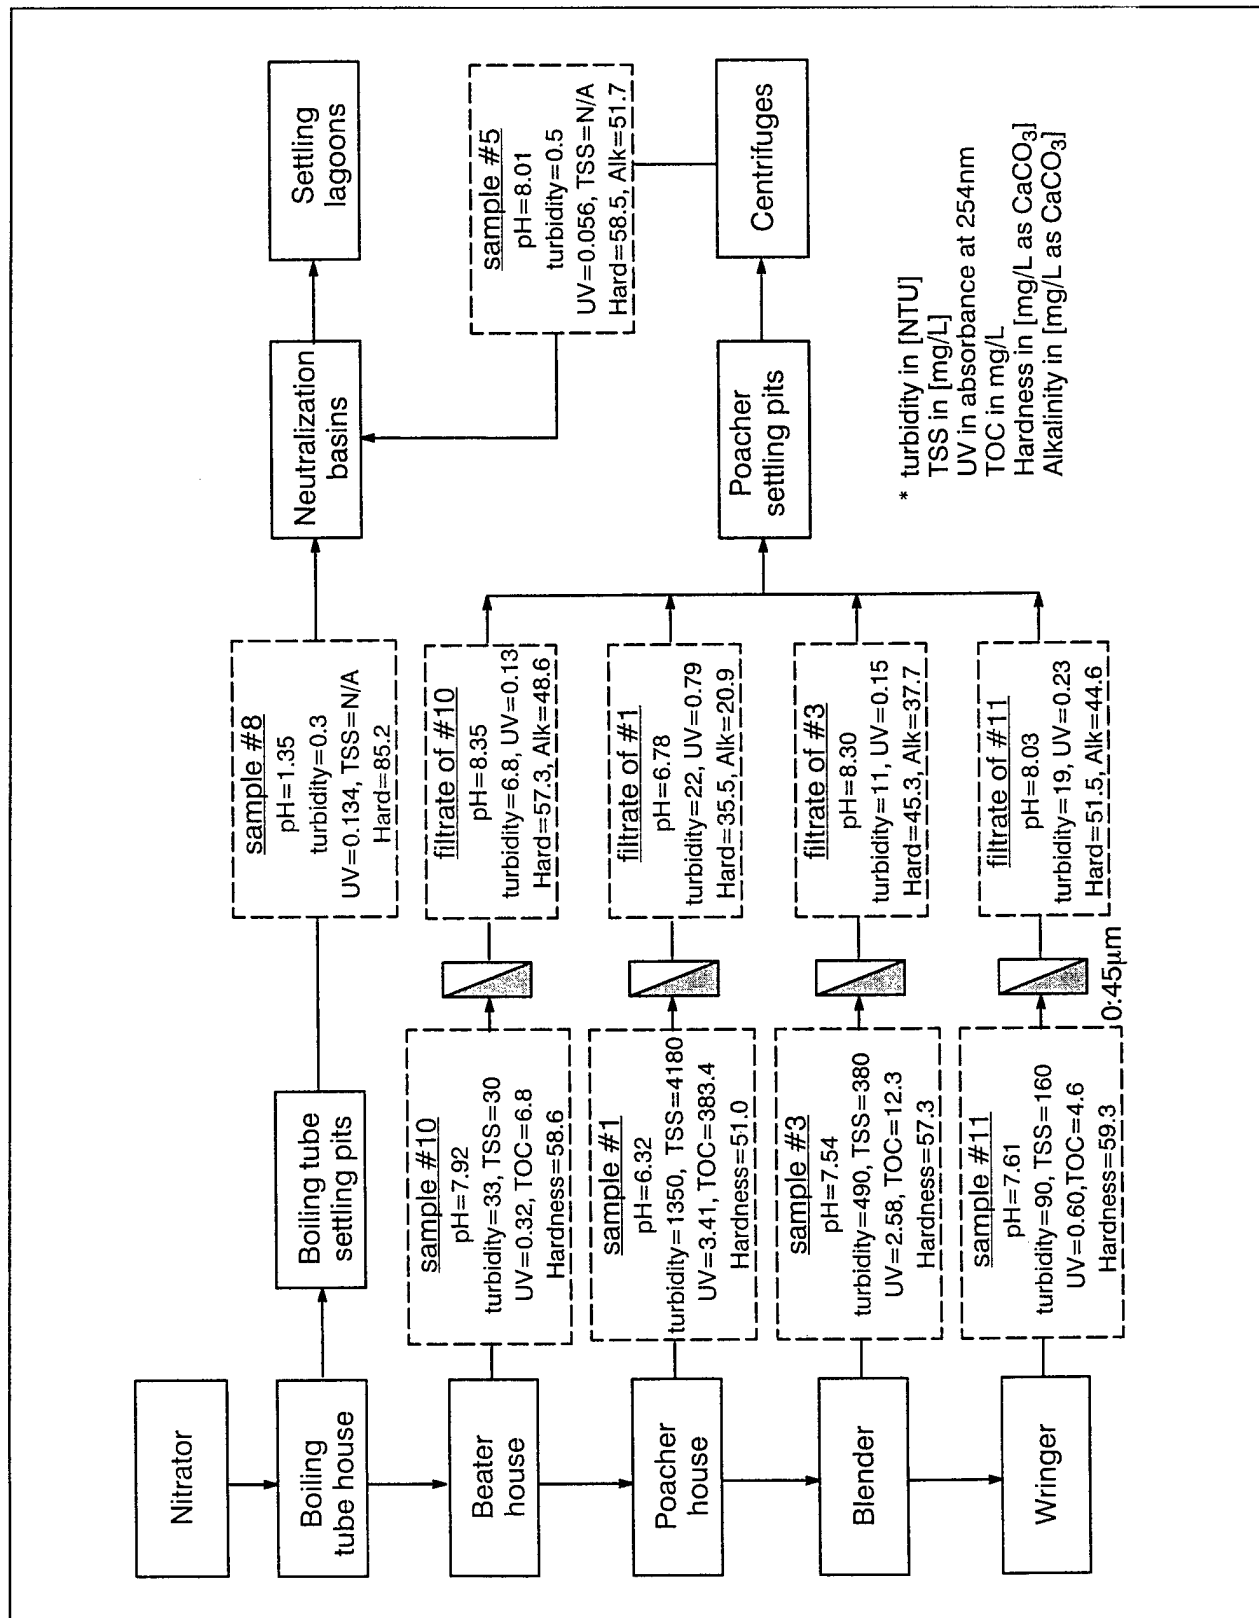 Nitrator
Boiling
tube house
Beater
house
Poacher
house
Blender
Wringer
Boiling tube
settling pits
sample #10
pH=7.92
turbidity=33, TSS=30
UV=0.32, TOC=6.8
Hardness=58.6
sample #1
pH=6.32
turbidity=1350, TSS=4180
UV=3.41, TOC=383.4
Hardness=51.0
sample #3
pH=7.54
turbidity=490, TSS=380
UV=2.58, TOC=12.3
Hardness=57.3
sample #11
pH=7.61
turbidity=90, TSS=160
UV=0.60,TOC=4.6
Hardness=59.3
0.45μm
sample #8
pH=1.35
turbidity=0.3
UV=0.134, TSS=N/A
Hard=85.2
filtrate of #10
pH=8.35
turbidity=6.8, UV=0.13
Hard=57.3, Alk=48.6
filtrate of #1
pH=6.78
turbidity=22, UV=0.79
Hard=35.5, Alk=20.9
filtrate of #3
pH=8.30
turbidity=11, UV=0.15
Hard=45.3, Alk=37.7
filtrate of #11
pH=8.03
turbidity=19, UV=0.23
Hard=51.5, Alk=44.6
Neutralization
basins
Poacher
settling pits
Settling
lagoons
sample #5
pH=8.01
turbidity=0.5
UV=0.056, TSS=N/A
Hard=58.5, Alk=51.7
Centrifuges
* turbidity in [NTU]
TSS in [mg/L]
UV in absorbance at 254nm
TOC in mg/L
Hardness in [mg/L as CaCO₃]
Alkalinity in [mg/L as CaCO₃]